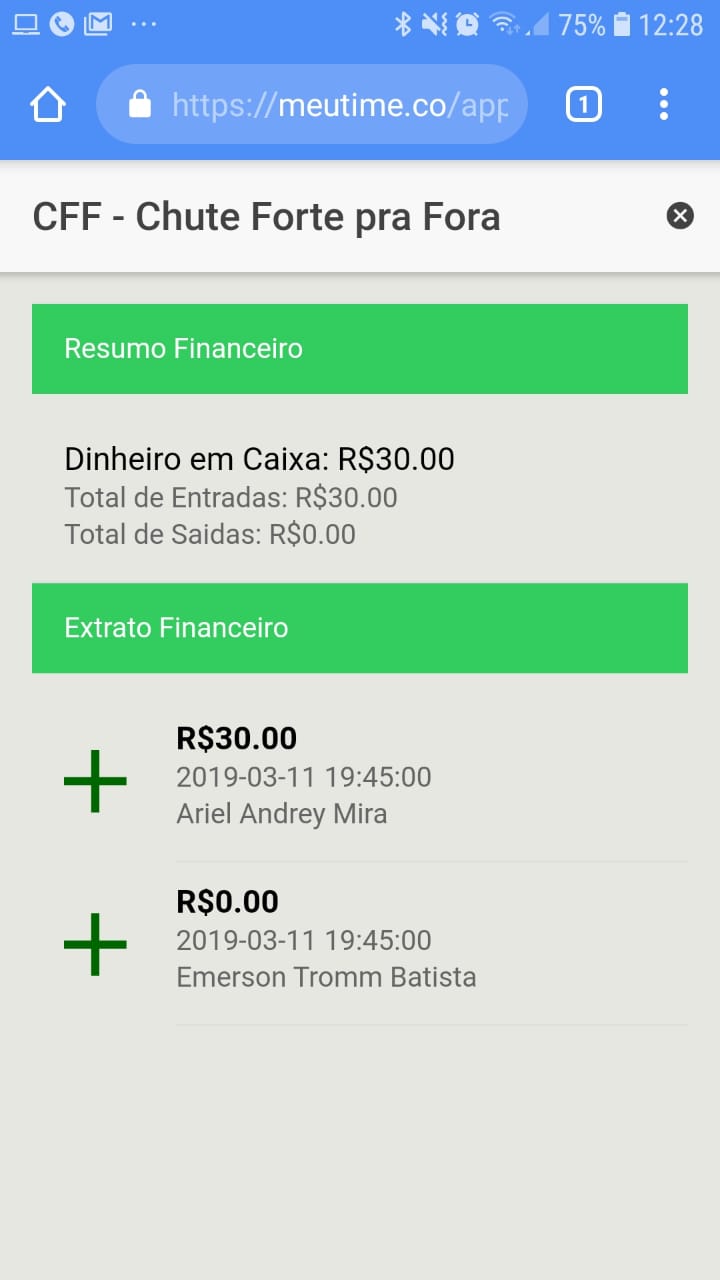 75% 12:28
https://meutime.co/app
1
CFF - Chute Forte pra Fora
Resumo Financeiro
Dinheiro em Caixa: R$30.00
Total de Entradas: R$30.00
Total de Saidas: R$0.00
Extrato Financeiro
R$30.00
2019-03-11 19:45:00
Ariel Andrey Mira
R$0.00
2019-03-11 19:45:00
Emerson Tromm Batista